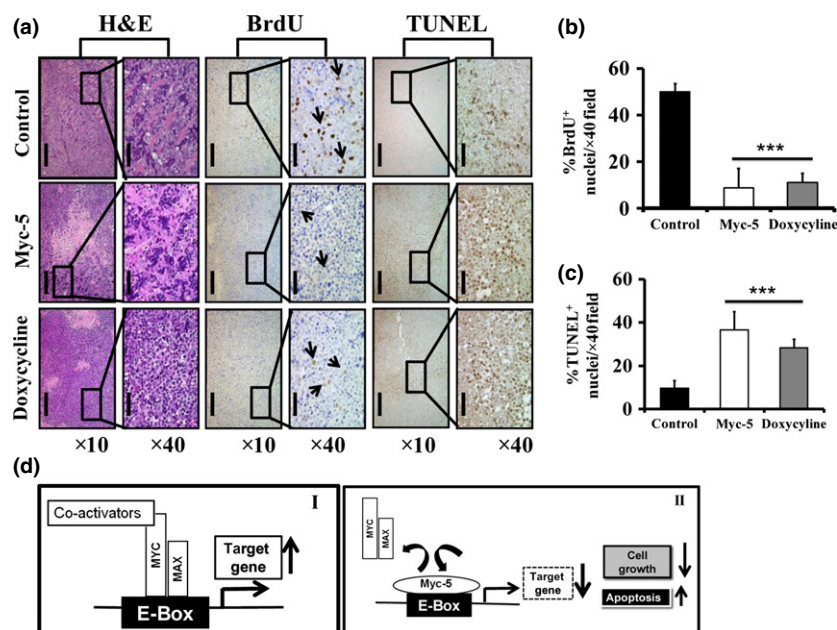 (a)
H&E BrdU TUNEL
Control
Myc-5
Doxycycline
×10 ×40 ×10 ×40 ×10 ×40
(b)
%BrdU+
nuclei/×40 field
60
40
20
0
***
Control Myc-5 Doxycyline
(c)
%TUNEL+
nuclei/×40 field
60
40
20
0
***
Control Myc-5 Doxycyline
(d)
I
Co-activators
MYC
MAX
Target
gene
E-Box
II
MYC
MAX
Myc-5
E-Box
Target
gene
Cell
growth
Apoptosis